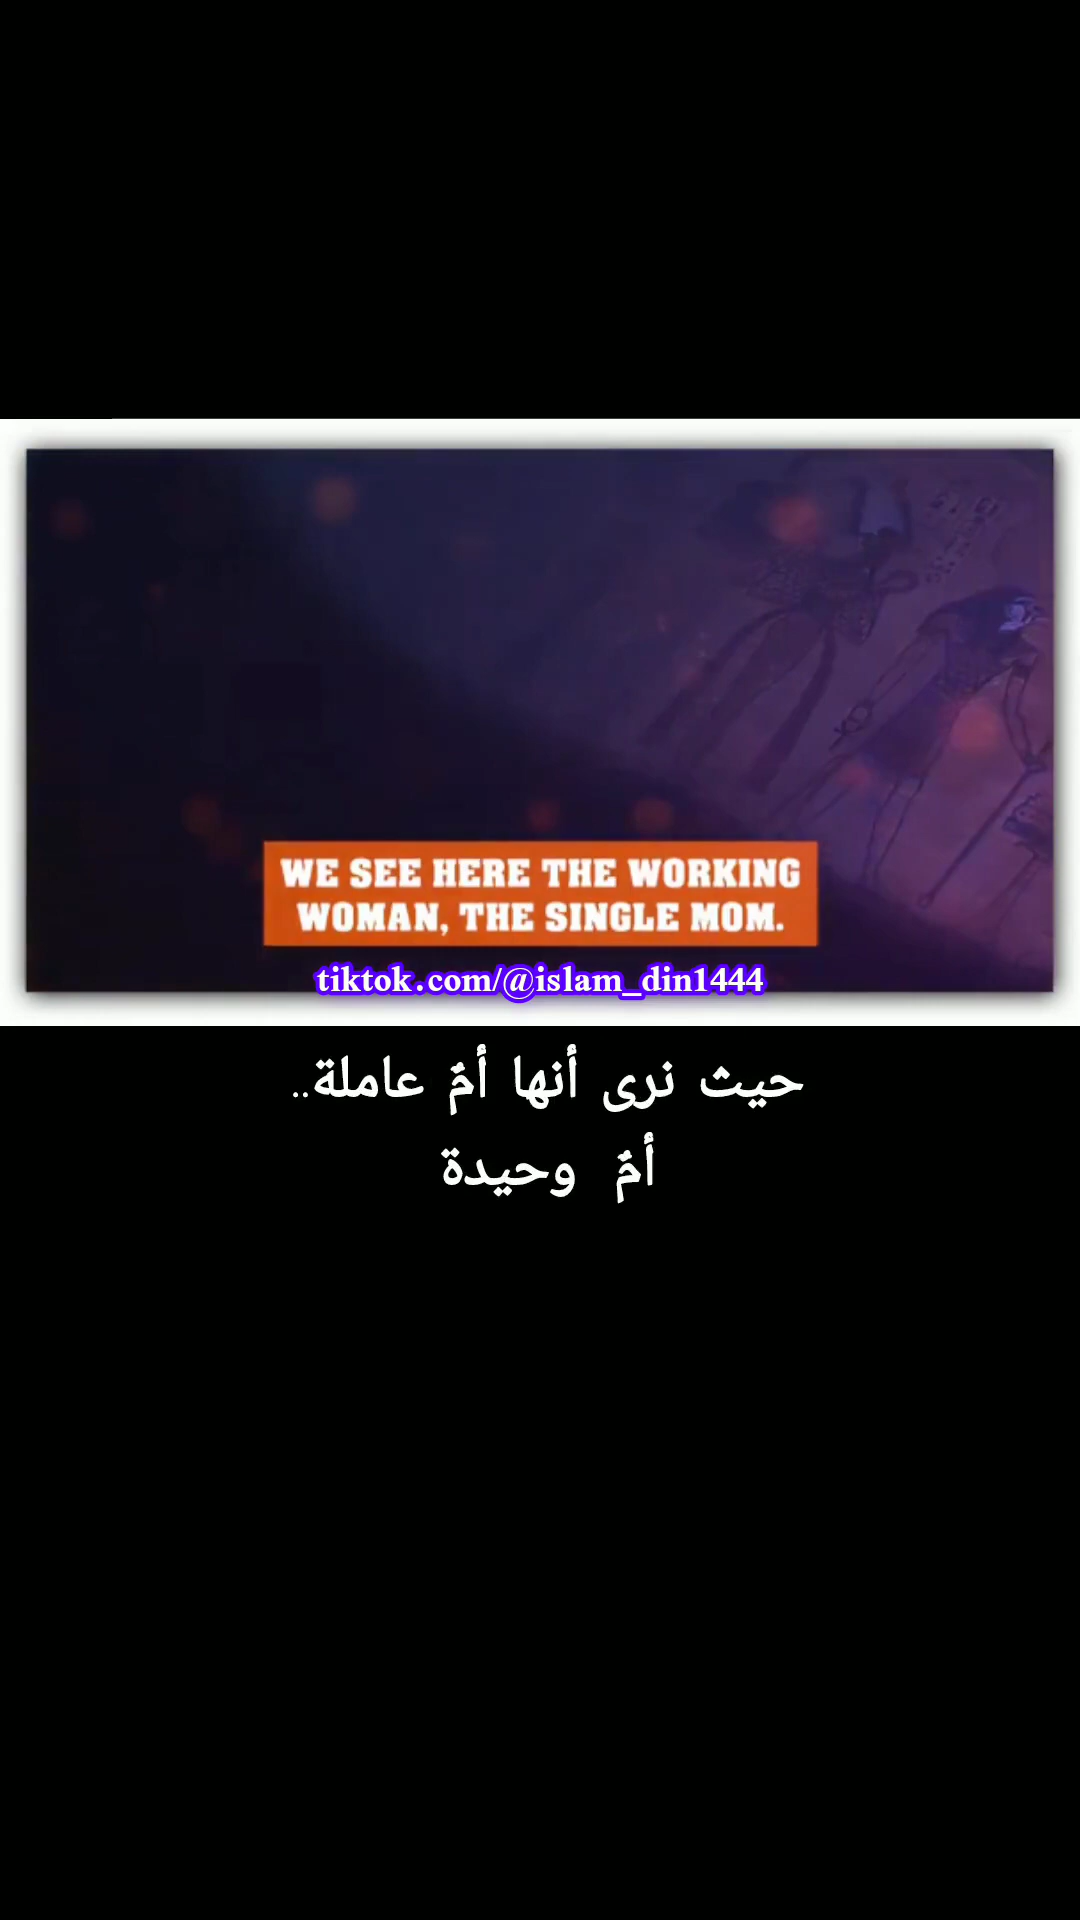 WE SEE HERE THE WORKING
WOMAN, THE SINGLE MOM.
tiktok.com/@islam_din1444
حيث نرى أنها أمٌ عاملة..
أمٌ وحيدة